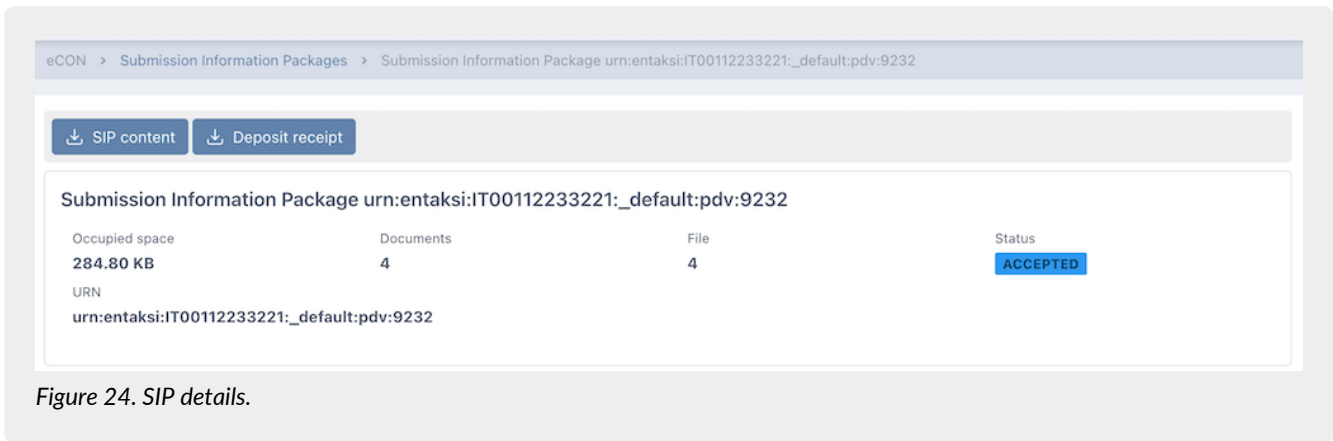 eCON > Submission Information Packages > Submission Information Package urn:entaksi:IT00112233221:_default:pdv:9232
SIP content Deposit receipt
Submission Information Package urn:entaksi:IT00112233221:_default:pdv:9232
Occupied space Documents File Status
284.80 KB 4 4 ACCEPTED
URN
urn:entaksi:IT00112233221:_default:pdv:9232
Figure 24. SIP details.